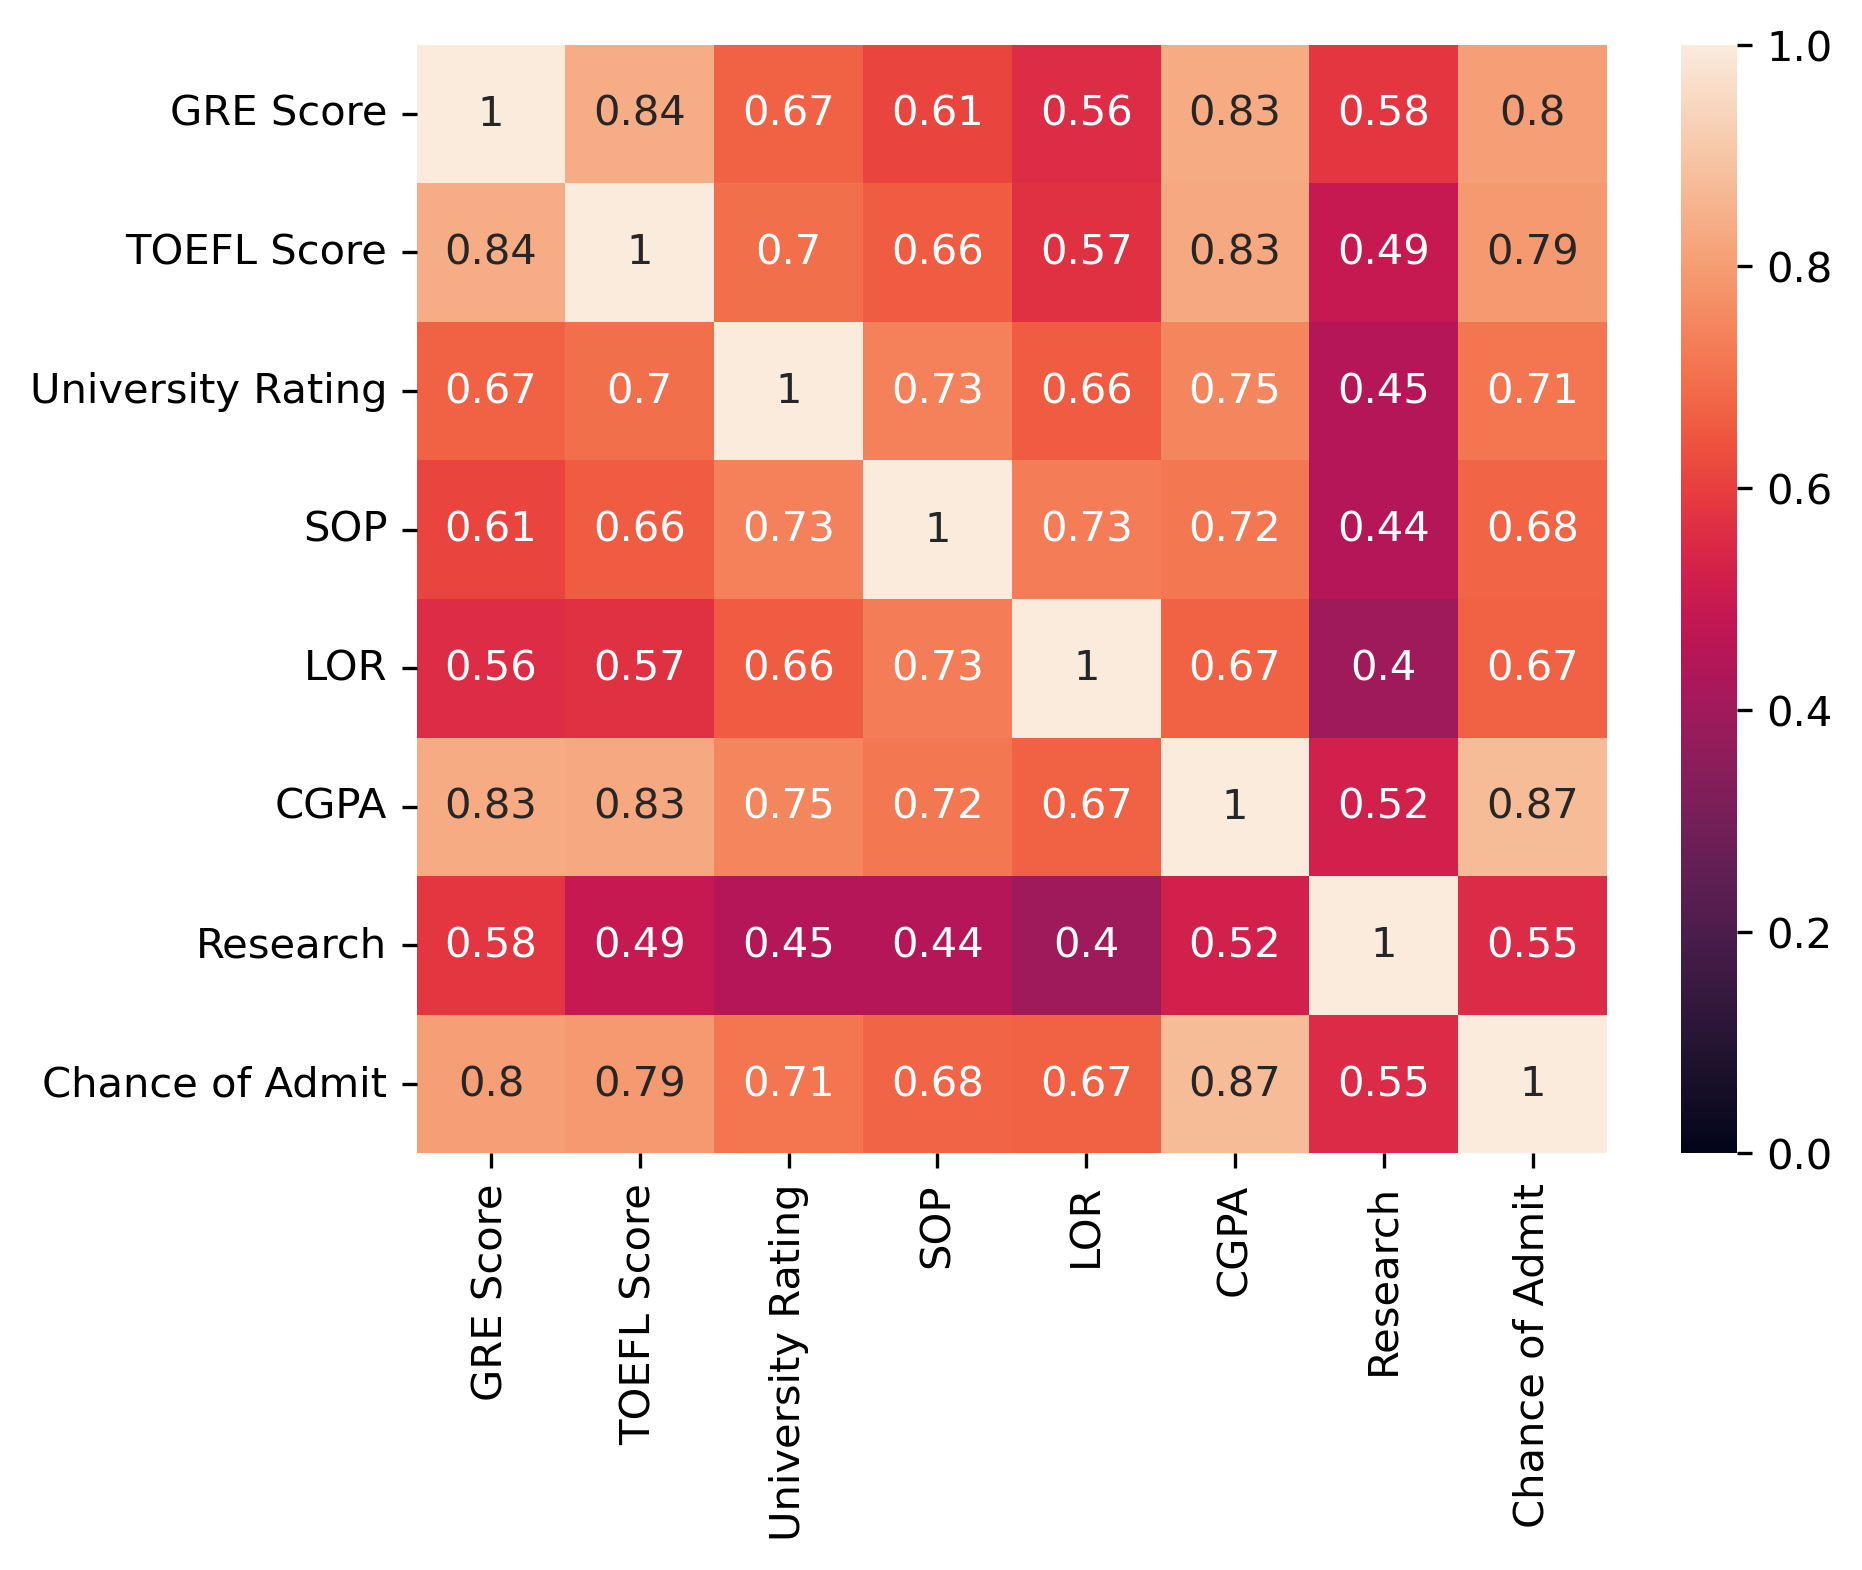 GRE Score 1 0.84 0.67 0.61 0.56 0.83 0.58 0.8
TOEFL Score 0.84 1 0.7 0.66 0.57 0.83 0.49 0.79
University Rating 0.67 0.7 1 0.73 0.66 0.75 0.45 0.71
SOP 0.61 0.66 0.73 1 0.73 0.72 0.44 0.68
LOR 0.56 0.57 0.66 0.73 1 0.67 0.4 0.67
CGPA 0.83 0.83 0.75 0.72 0.67 1 0.52 0.87
Research 0.58 0.49 0.45 0.44 0.4 0.52 1 0.55
Chance of Admit 0.8 0.79 0.71 0.68 0.67 0.87 0.55 1
GRE Score
TOEFL Score
University Rating
SOP
LOR
CGPA
Research
Chance of Admit
1.0
0.8
0.6
0.4
0.2
0.0